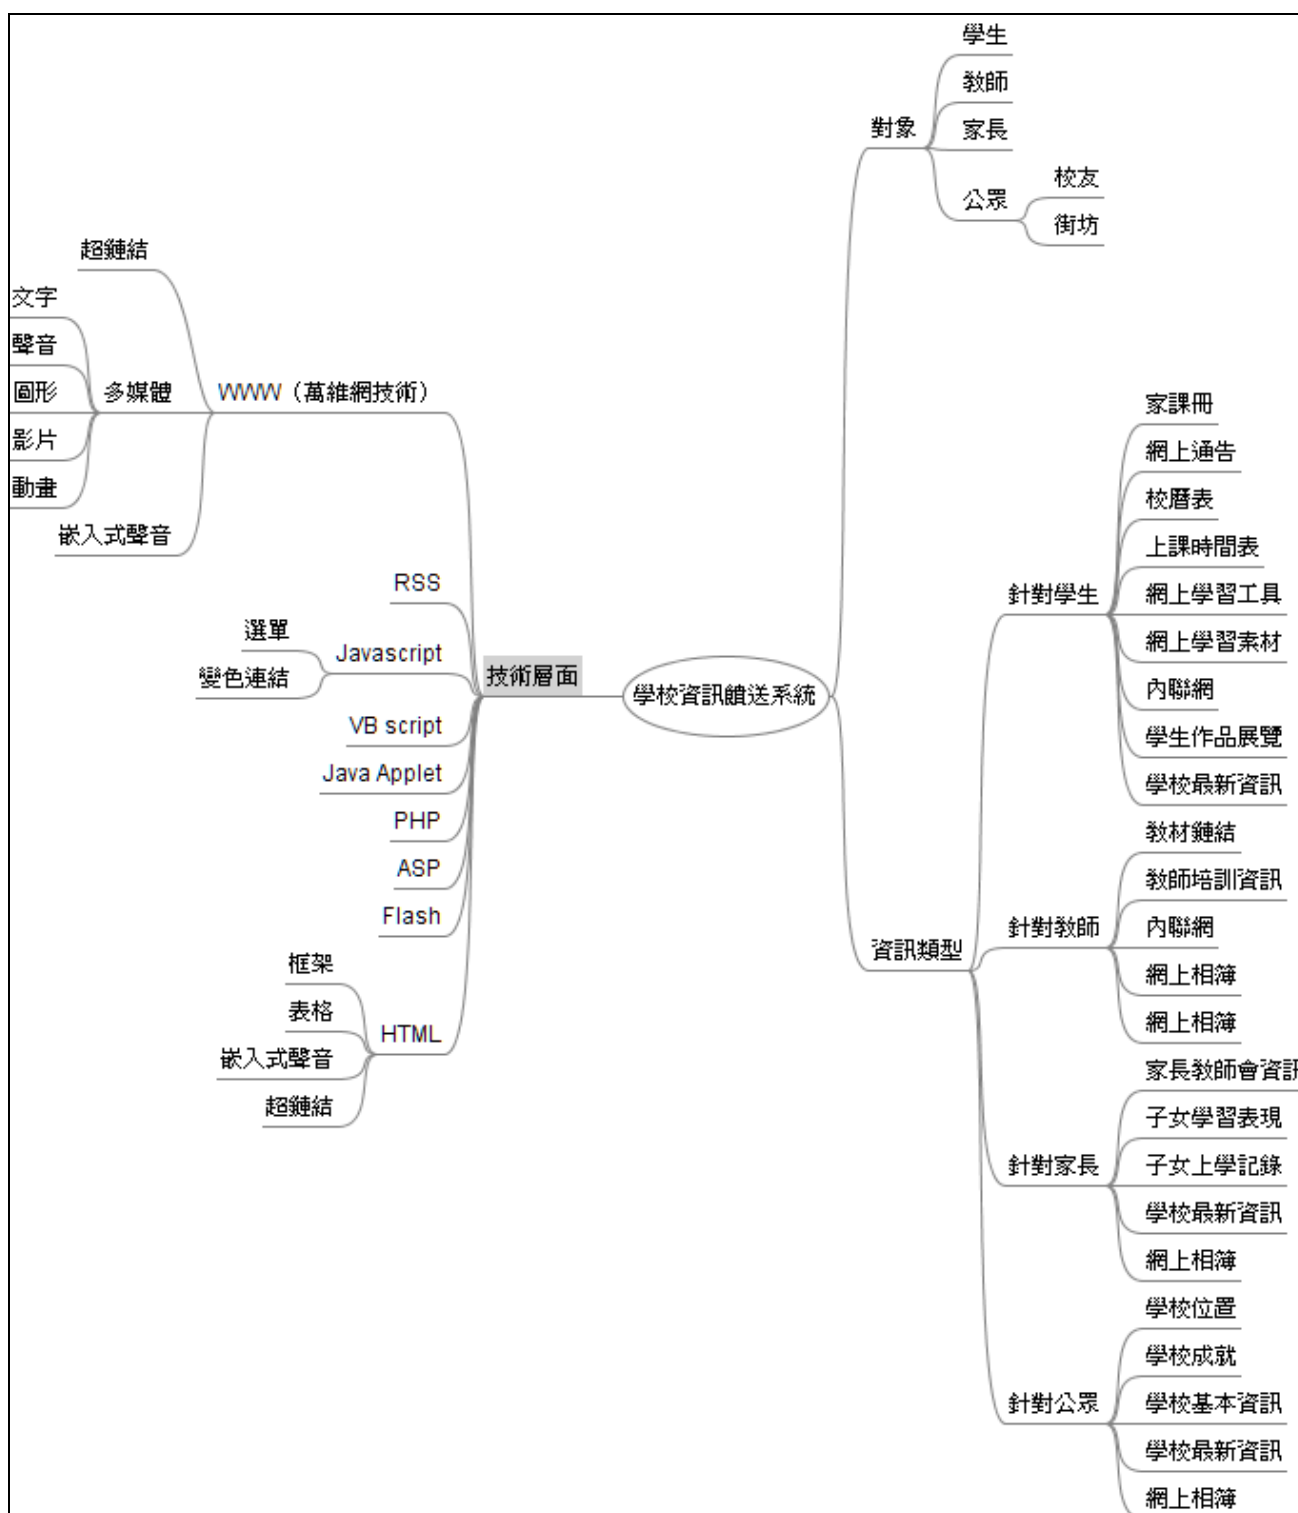 學校資訊饋送系統
對象
學生
教師
家長
公眾
校友
街坊
資訊類型
針對學生
家課冊
網上通告
校曆表
上課時間表
網上學習工具
網上學習素材
內聯網
學生作品展覽
學校最新資訊
針對教師
教材鏈結
教師培訓資訊
內聯網
網上相簿
網上相簿
針對家長
家長教師會資訊
子女學習表現
子女上學記錄
學校最新資訊
網上相簿
針對公眾
學校位置
學校成就
學校基本資訊
學校最新資訊
網上相簿
技術層面
WWW（萬維網技術）
超鏈結
多媒體
文字
聲音
圖形
影片
動畫
嵌入式聲音
RSS
Javascript
選單
變色連結
VB script
Java Applet
PHP
ASP
Flash
HTML
框架
表格
嵌入式聲音
超鏈結